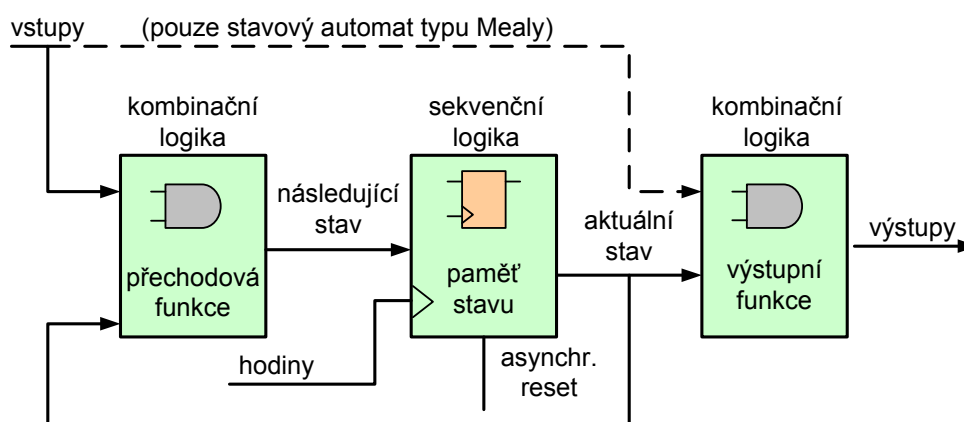 vstupy
(pouze stavový automat typu Mealy)
kombinační
logika
sekvenční
logika
kombinační
logika
přechodová
funkce
následující
stav
paměť
stavu
aktuální
stav
výstupní
funkce
výstupy
hodiny
asynchr.
reset